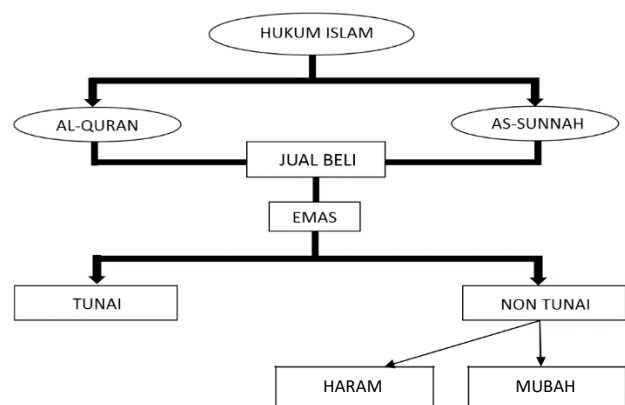 HUKUM ISLAM
AL-QURAN
AS-SUNNAH
JUAL BELI
EMAS
TUNAI
NON TUNAI
HARAM
MUBAH